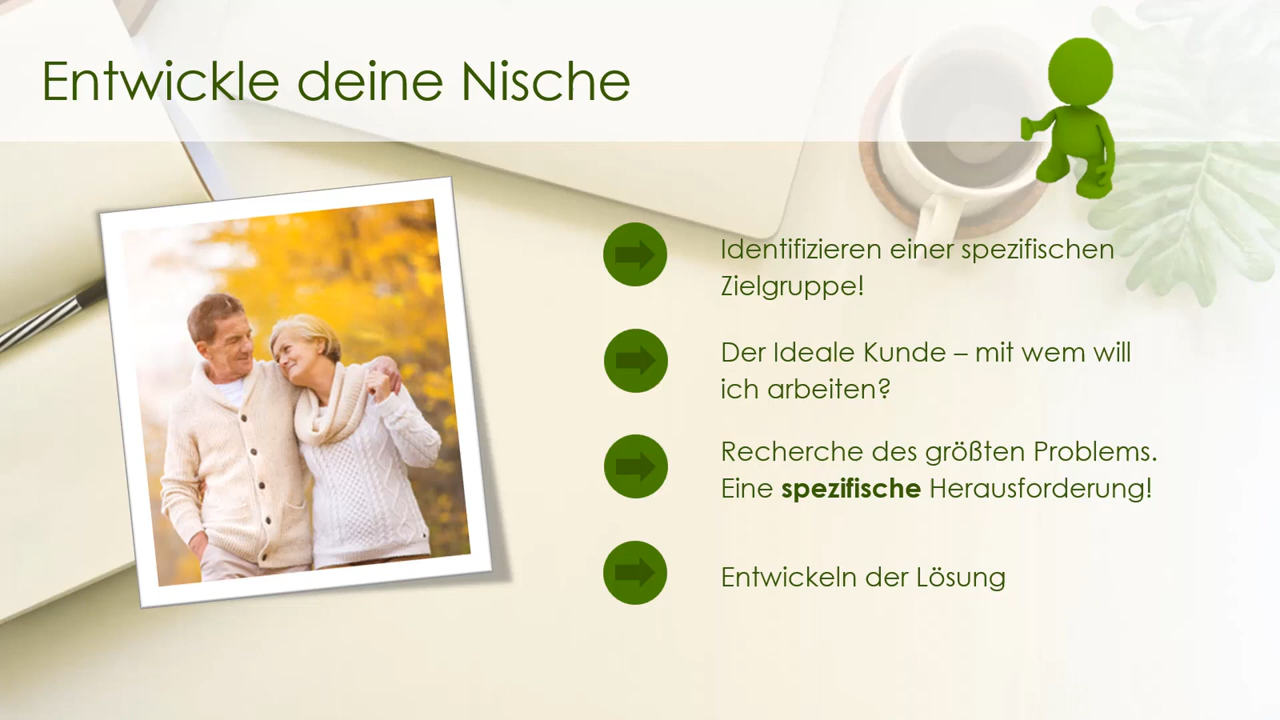 Entwickle deine Nische
Identifizieren einer spezifischen
Zielgruppe!
Der Ideale Kunde – mit wem will
ich arbeiten?
Recherche des größten Problems.
Eine spezifische Herausforderung!
Entwickeln der Lösung